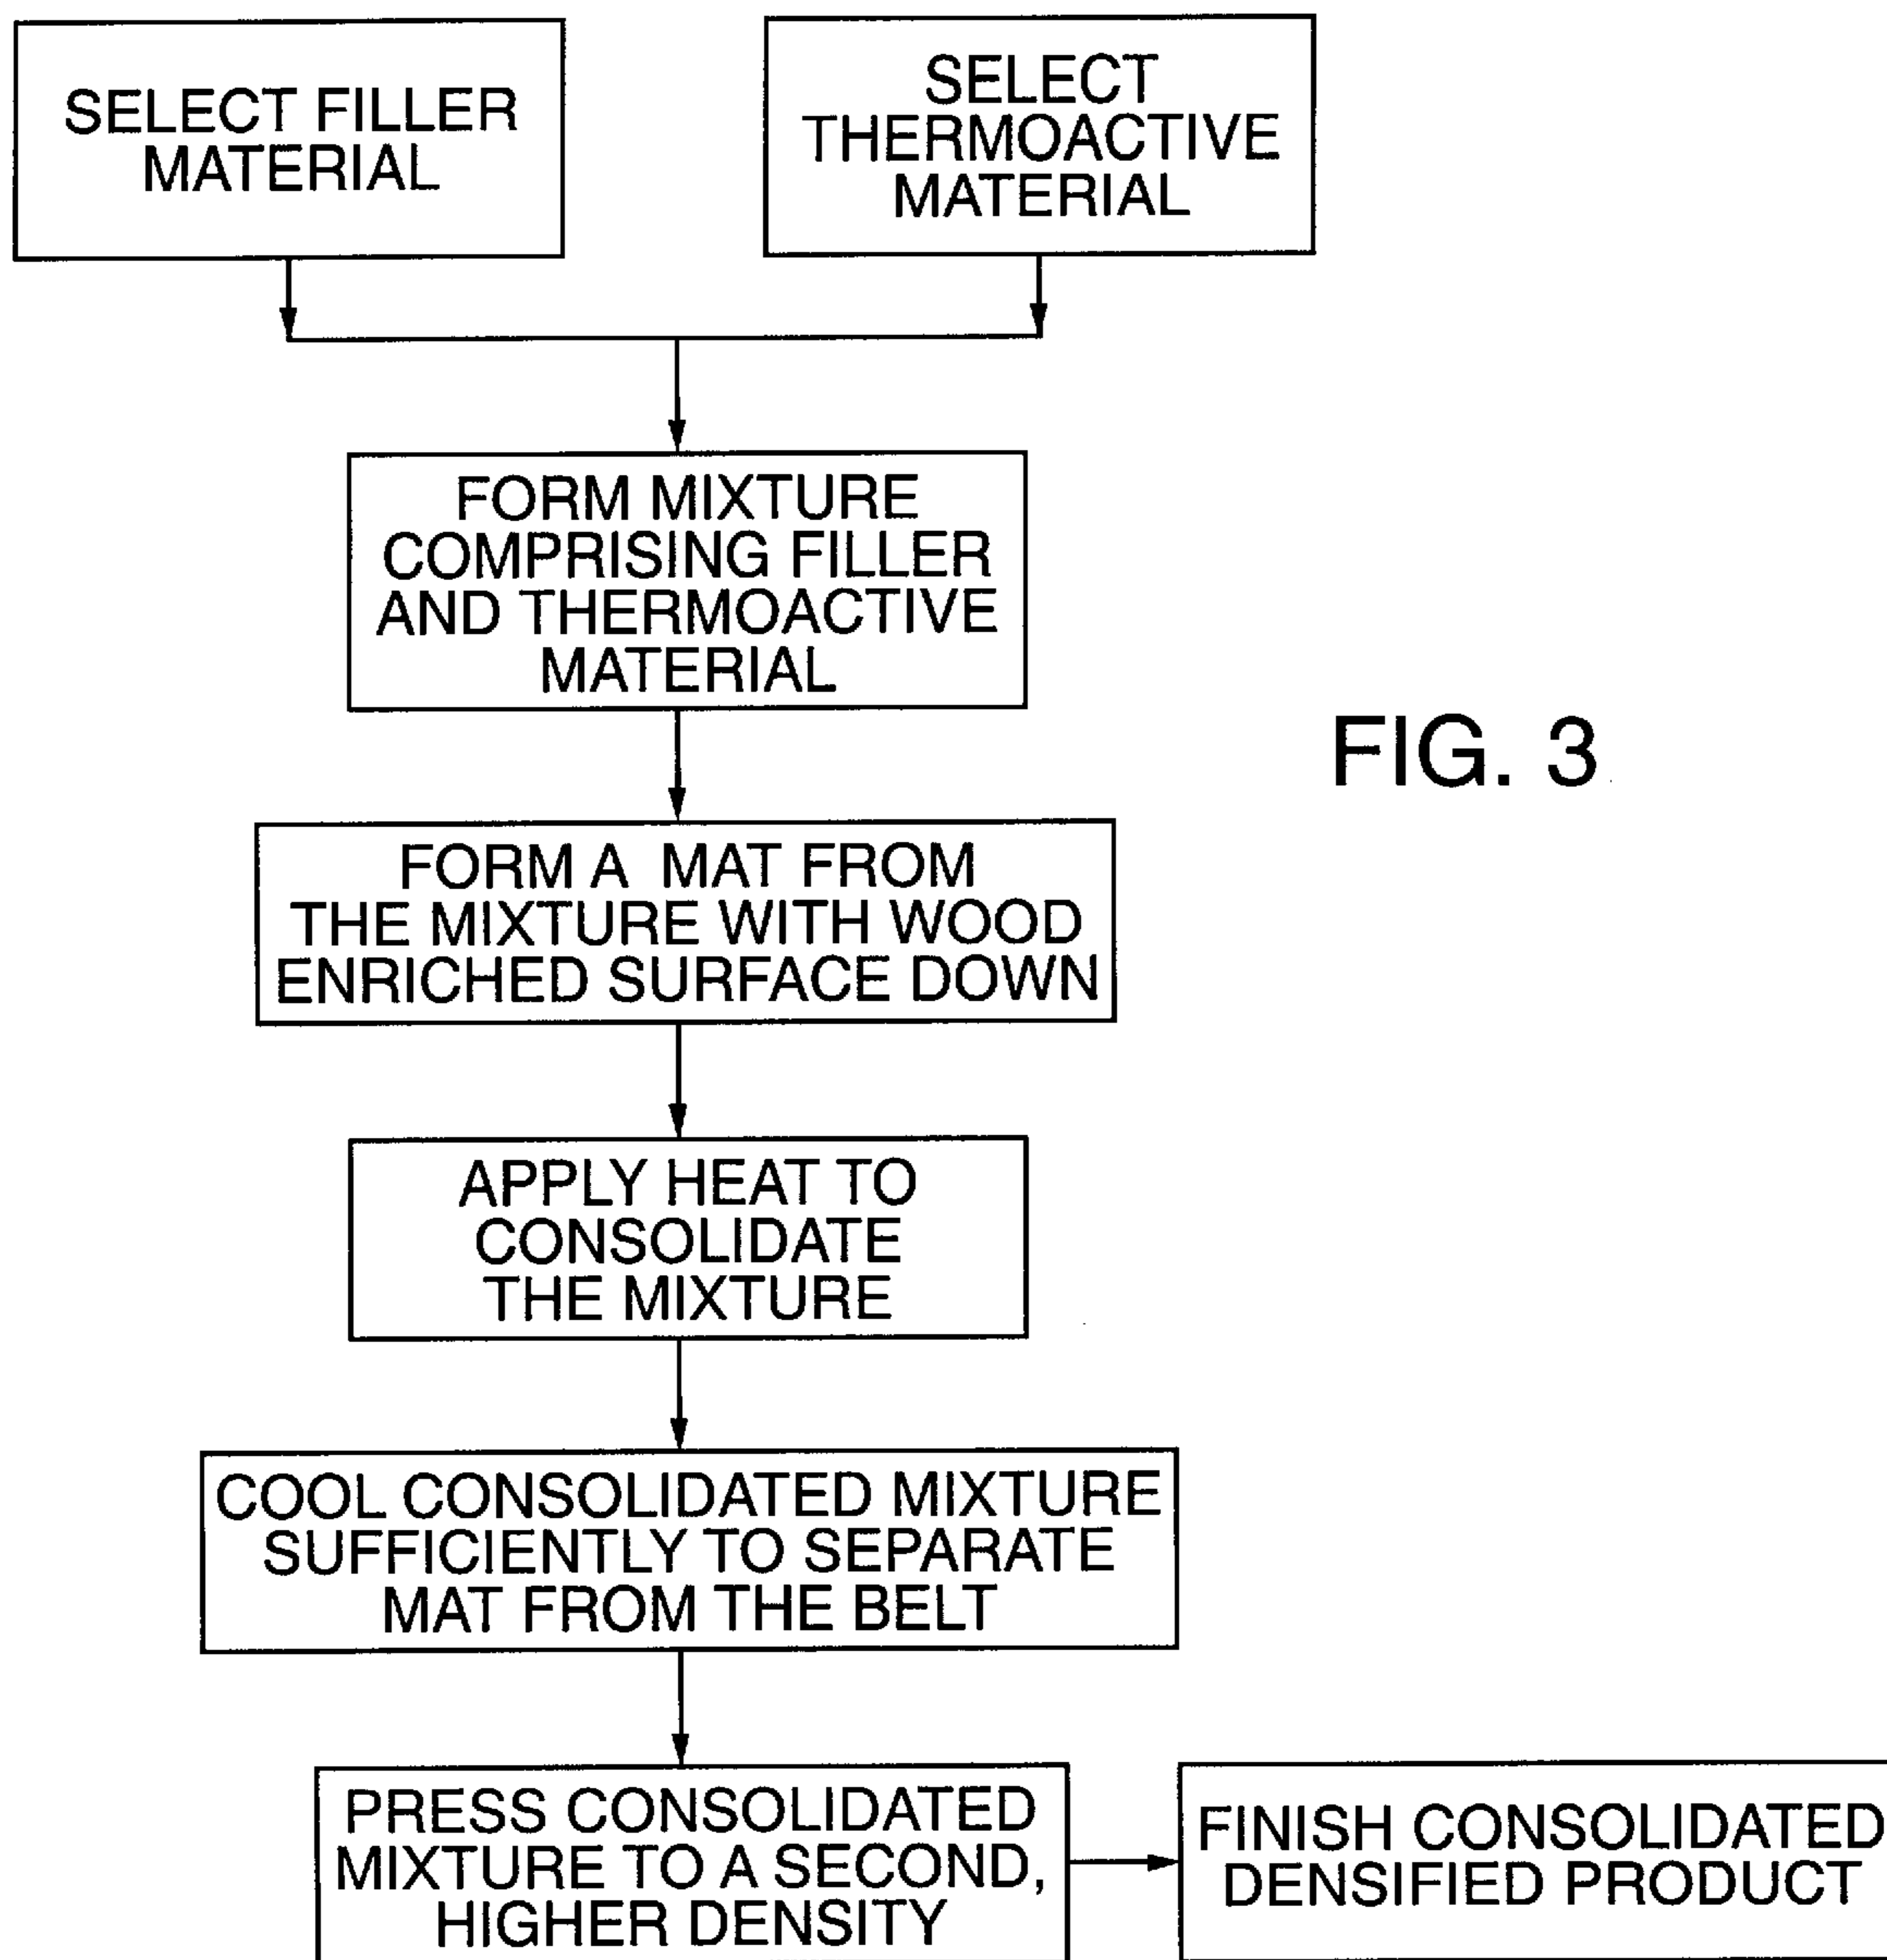 SELECT FILLER
MATERIAL
SELECT
THERMOACTIVE
MATERIAL
FORM MIXTURE
COMPRISING FILLER
AND THERMOACTIVE
MATERIAL
FIG. 3
FORM A MAT FROM
THE MIXTURE WITH WOOD
ENRICHED SURFACE DOWN
APPLY HEAT TO
CONSOLIDATE
THE MIXTURE
COOL CONSOLIDATED MIXTURE
SUFFICIENTLY TO SEPARATE
MAT FROM THE BELT
PRESS CONSOLIDATED
MIXTURE TO A SECOND,
HIGHER DENSITY
FINISH CONSOLIDATED
DENSIFIED PRODUCT